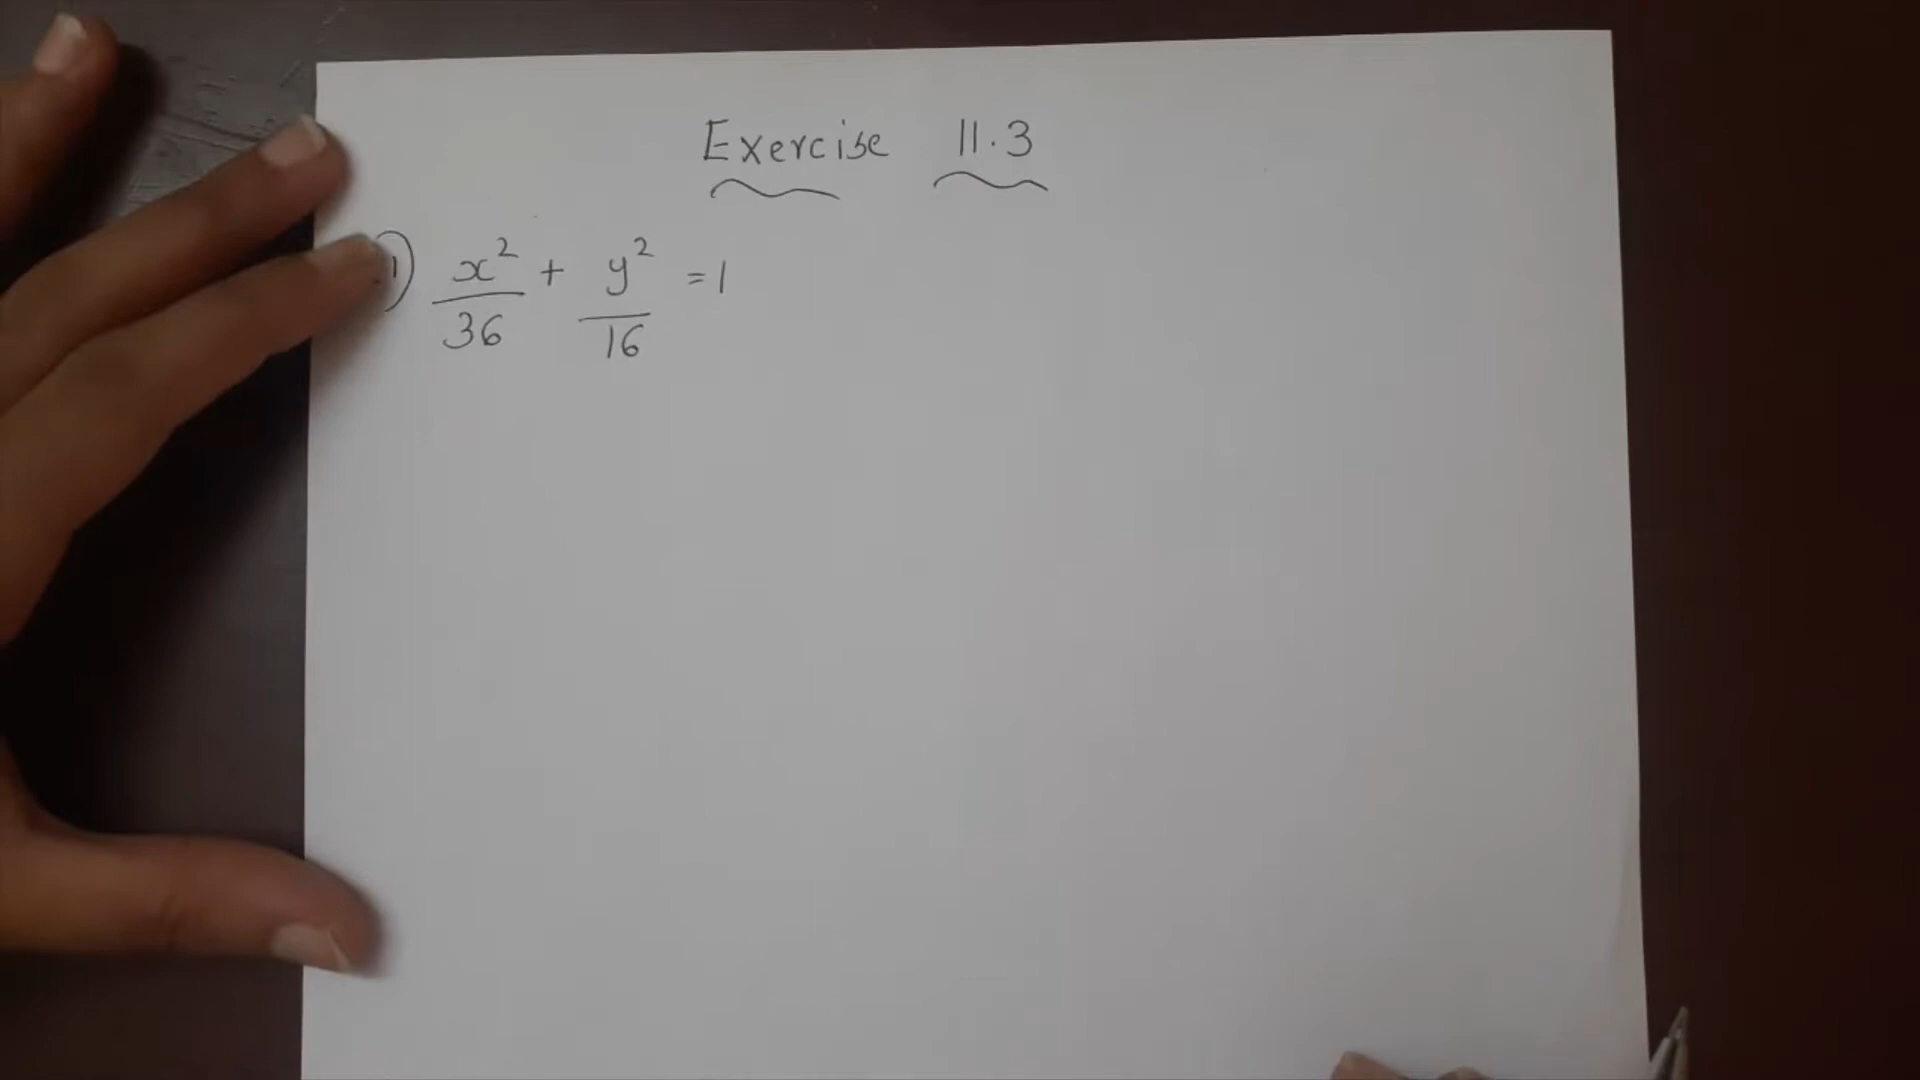 Exercise 11.3
1) x²/36 + y²/16 = 1